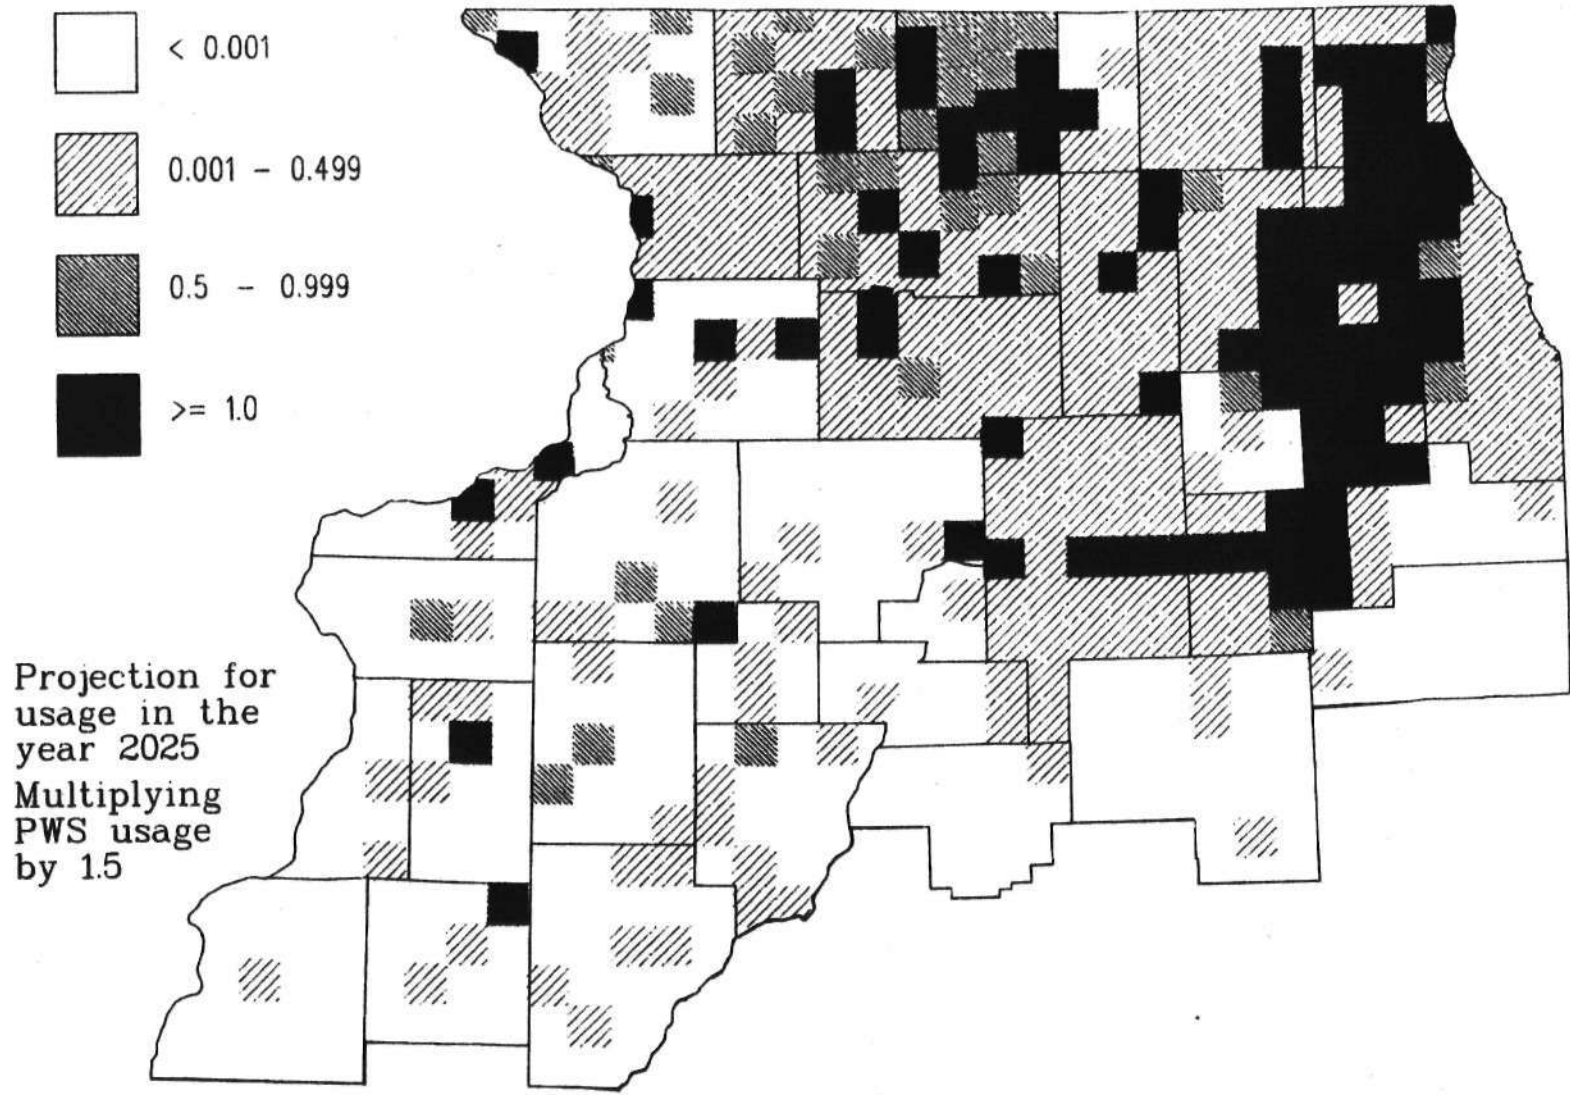 < 0.001
0.001 - 0.499
0.5 - 0.999
>= 1.0
Projection for
usage in the
year 2025
Multiplying
PWS usage
by 1.5